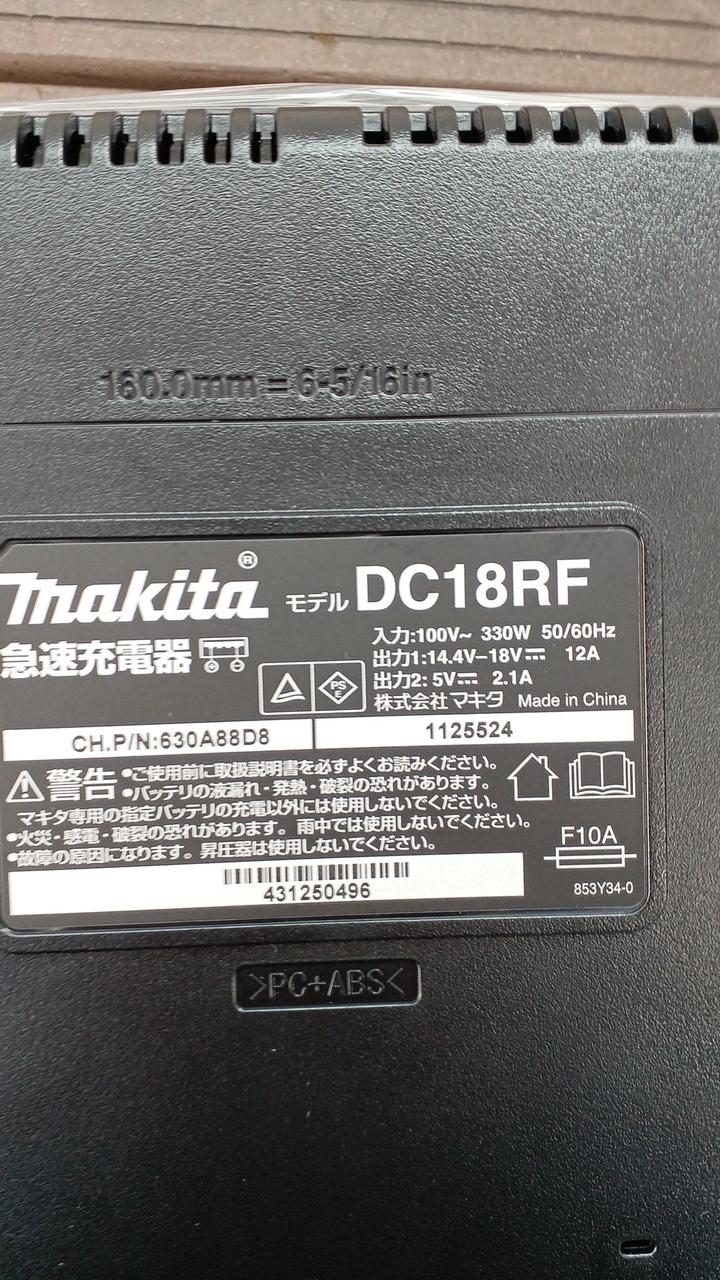 160.0mm = 6-5/16in
makita® モデル DC18RF
急速充電器
入力:100V~ 330W 50/60Hz
出力1:14.4V–18V⎓ 12A
出力2: 5V⎓ 2.1A
株式会社マキタ Made in China
PS
E
CH.P/N:630A88D8
1125524
警告
•ご使用前に取扱説明書を必ずよくお読みください。
•バッテリの液漏れ・発熱・破裂の恐れがあります。
マキタ専用の指定バッテリの充電以外には使用しないでください。
•火災・感電・破裂の恐れがあります。雨中では使用しないでください。
•故障の原因になります。昇圧器は使用しないでください。
F10A
853Y34-0
431250496
>PC+ABS<